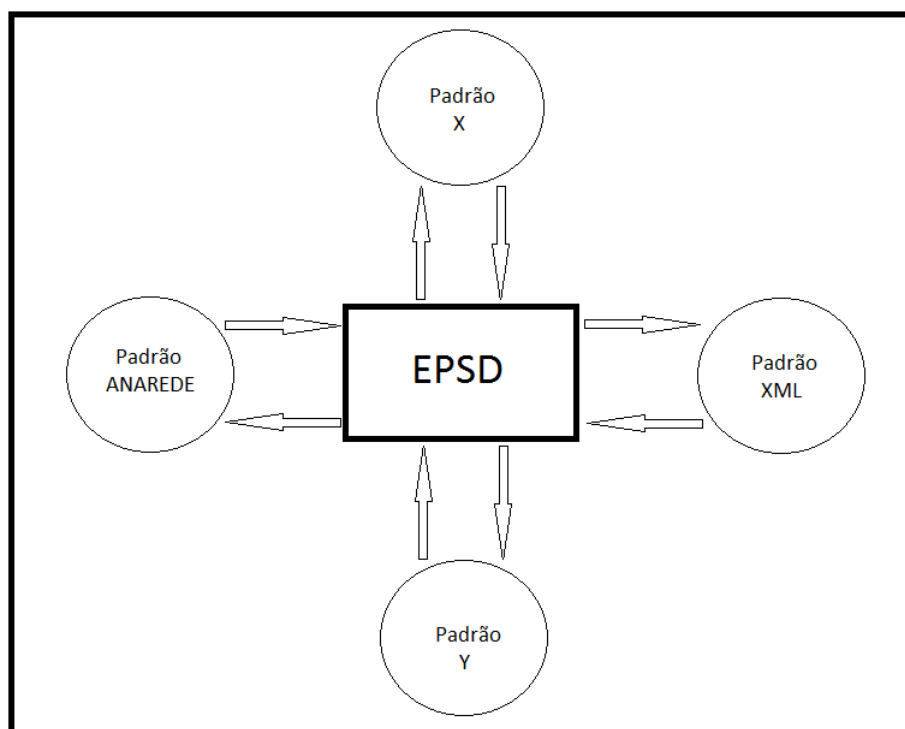 Padrão
X
Padrão
ANAREDE
EPSD
Padrão
XML
Padrão
Y